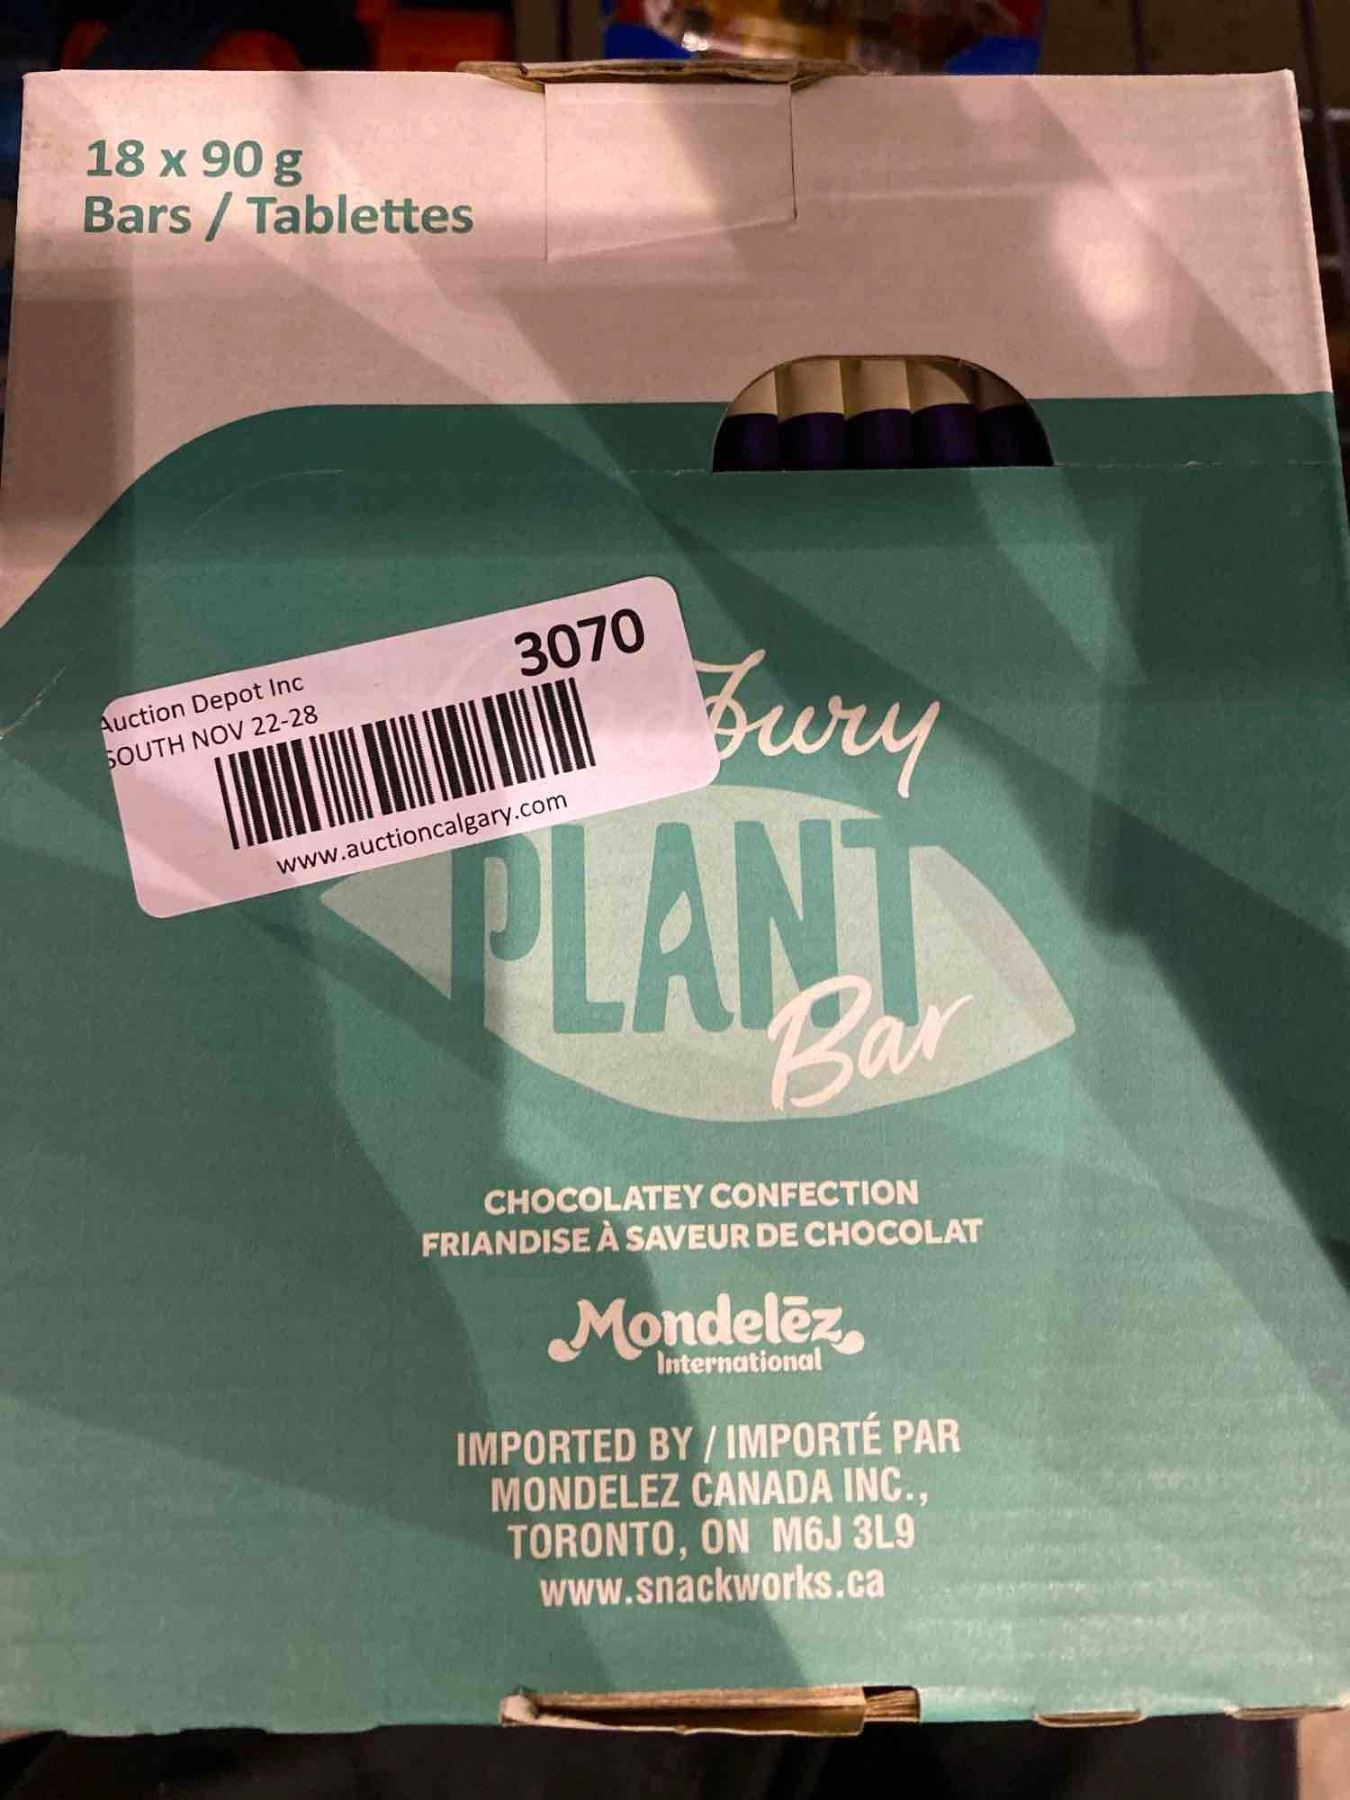 18 x 90 g
Bars / Tablettes
3070
Auction Depot Inc
SOUTH NOV 22-28
www.auctioncalgary.com
PLANT
Bar
CHOCOLATEY CONFECTION
FRIANDISE À SAVEUR DE CHOCOLAT
Mondelēz
International
IMPORTED BY / IMPORTÉ PAR
MONDELEZ CANADA INC.,
TORONTO, ON M6J 3L9
www.snackworks.ca